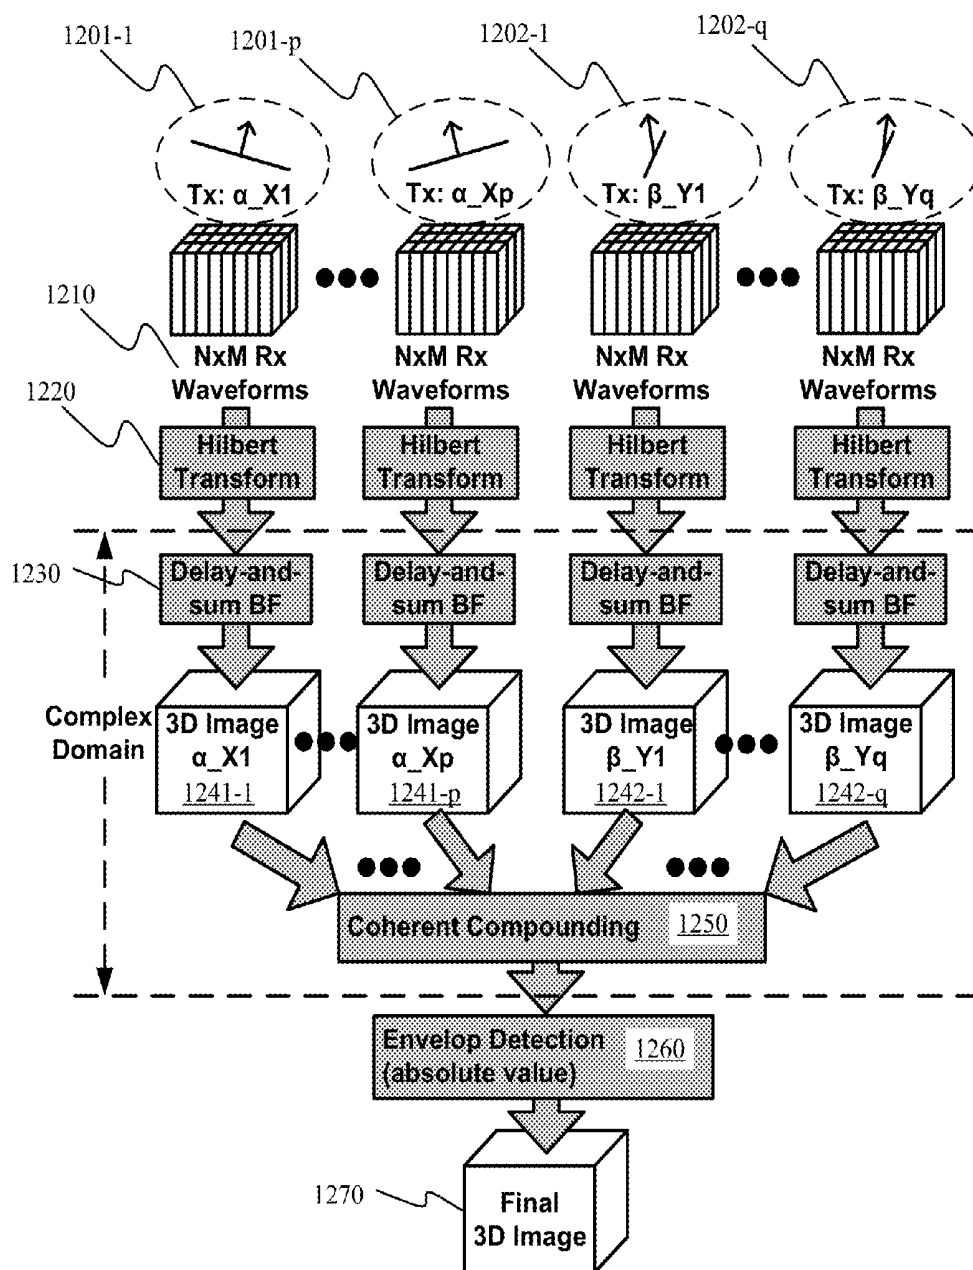 1201-1
1201-p
1202-1
1202-q
Tx: α_X1
Tx: α_Xp
Tx: β_Y1
Tx: β_Yq
1210
NxM Rx
Waveforms
NxM Rx
Waveforms
NxM Rx
Waveforms
NxM Rx
Waveforms
1220
Hilbert
Transform
Hilbert
Transform
Hilbert
Transform
Hilbert
Transform
1230
Delay-and-
sum BF
Delay-and-
sum BF
Delay-and-
sum BF
Delay-and-
sum BF
Complex
Domain
3D Image
α_X1
1241-1
3D Image
α_Xp
1241-p
3D Image
β_Y1
1242-1
3D Image
β_Yq
1242-q
Coherent Compounding 1250
Envelop Detection
(absolute value)
1260
1270
Final
3D Image